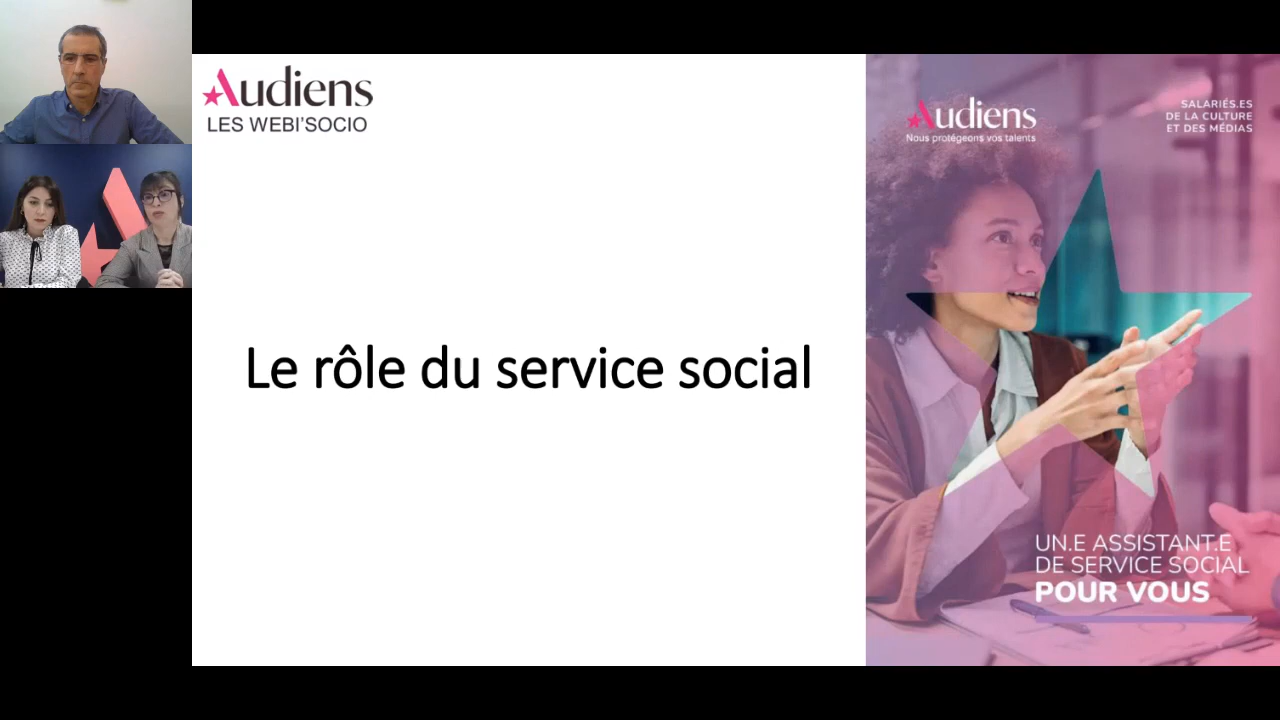 Audiens
LES WEBI'SOCIO
Le rôle du service social
Audiens
Nous protégeons vos talents
SALARIÉS.ES
DE LA CULTURE
ET DES MÉDIAS
UN.E ASSISTANT.E
DE SERVICE SOCIAL
POUR VOUS